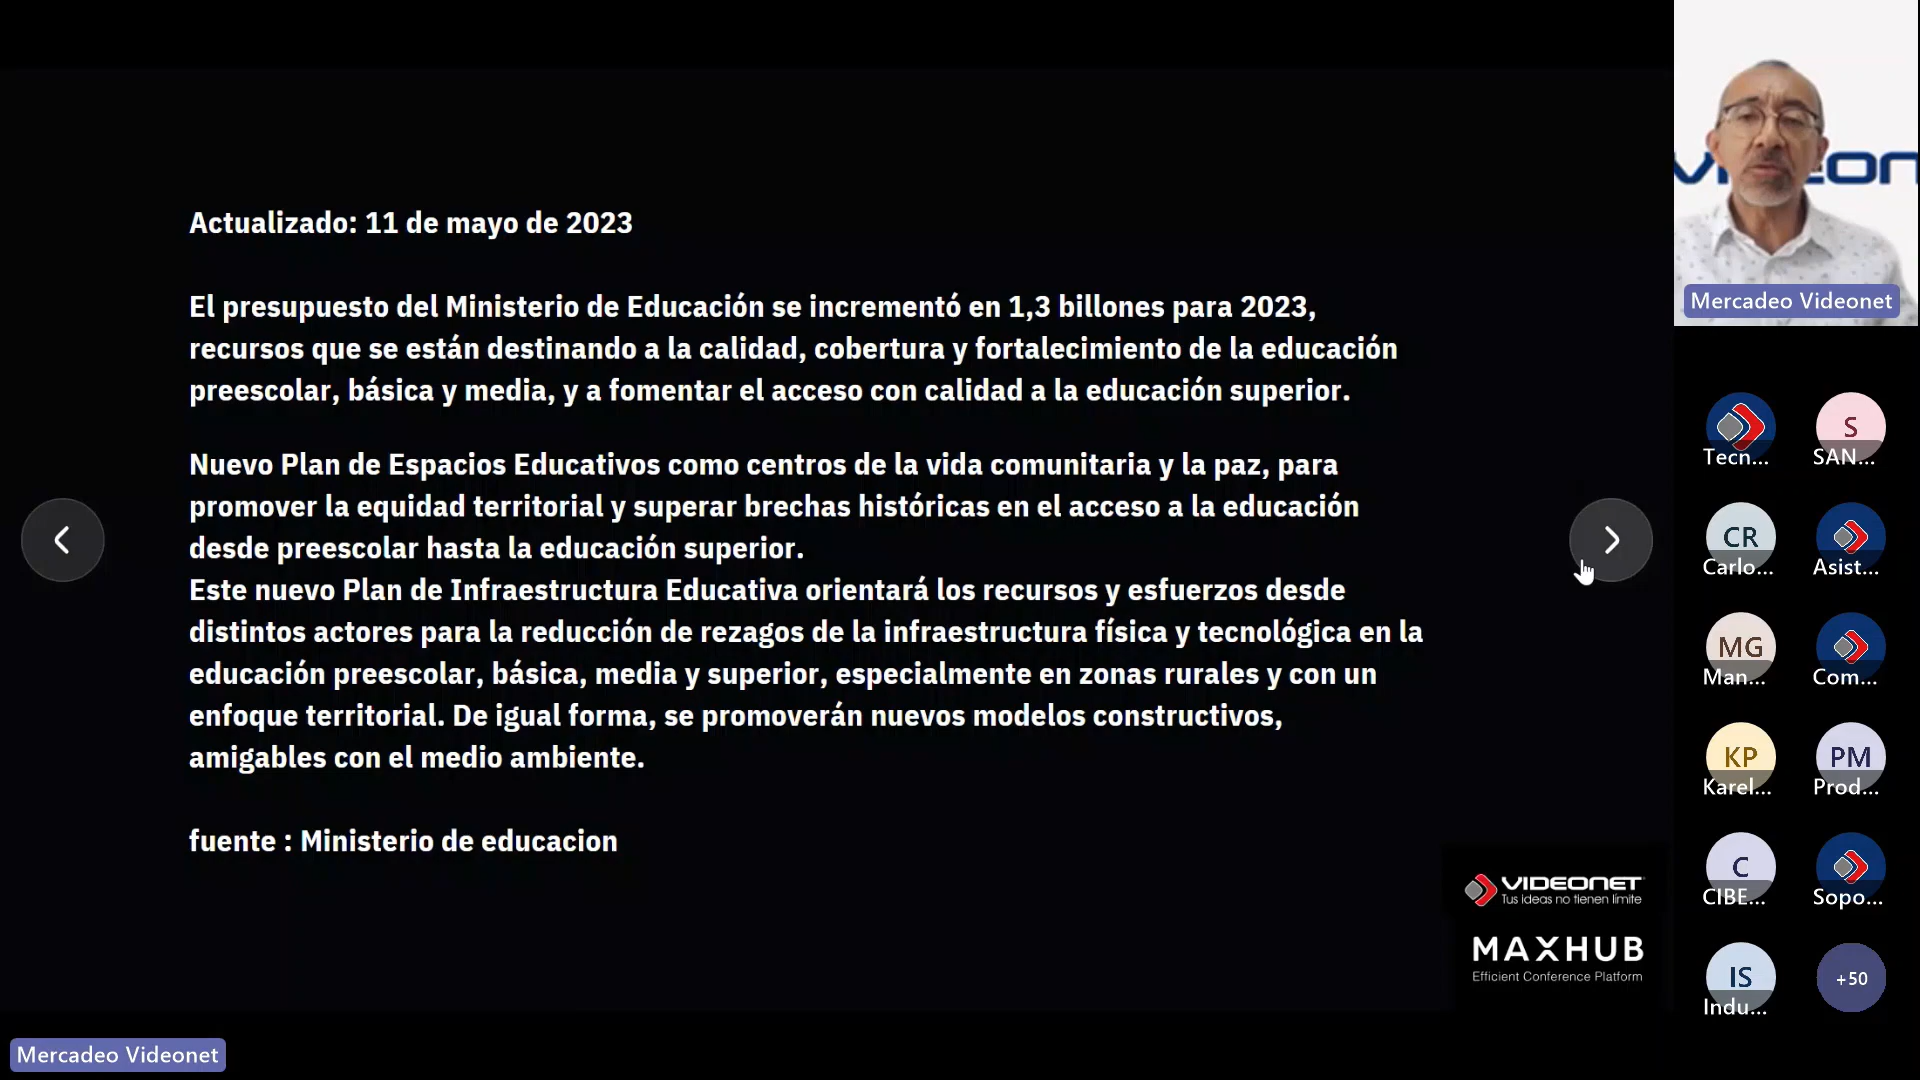 Actualizado: 11 de mayo de 2023
El presupuesto del Ministerio de Educación se incrementó en 1,3 billones para 2023,
recursos que se están destinando a la calidad, cobertura y fortalecimiento de la educación
preescolar, básica y media, y a fomentar el acceso con calidad a la educación superior.
Nuevo Plan de Espacios Educativos como centros de la vida comunitaria y la paz, para
promover la equidad territorial y superar brechas históricas en el acceso a la educación
desde preescolar hasta la educación superior.
Este nuevo Plan de Infraestructura Educativa orientará los recursos y esfuerzos desde
distintos actores para la reducción de rezagos de la infraestructura física y tecnológica en la
educación preescolar, básica, media y superior, especialmente en zonas rurales y con un
enfoque territorial. De igual forma, se promoverán nuevos modelos constructivos,
amigables con el medio ambiente.
fuente : Ministerio de educacion
VIDEONET
Tus ideas no tienen límite
MAXHUB
Efficient Conference Platform
Mercadeo Videonet
Mercadeo Videonet
Tecn...
S
SAN...
CR
Carlo...
Asist...
MG
Man...
Com...
KP
Karel...
PM
Prod...
C
CIBE...
Sopo...
IS
Indu...
+50